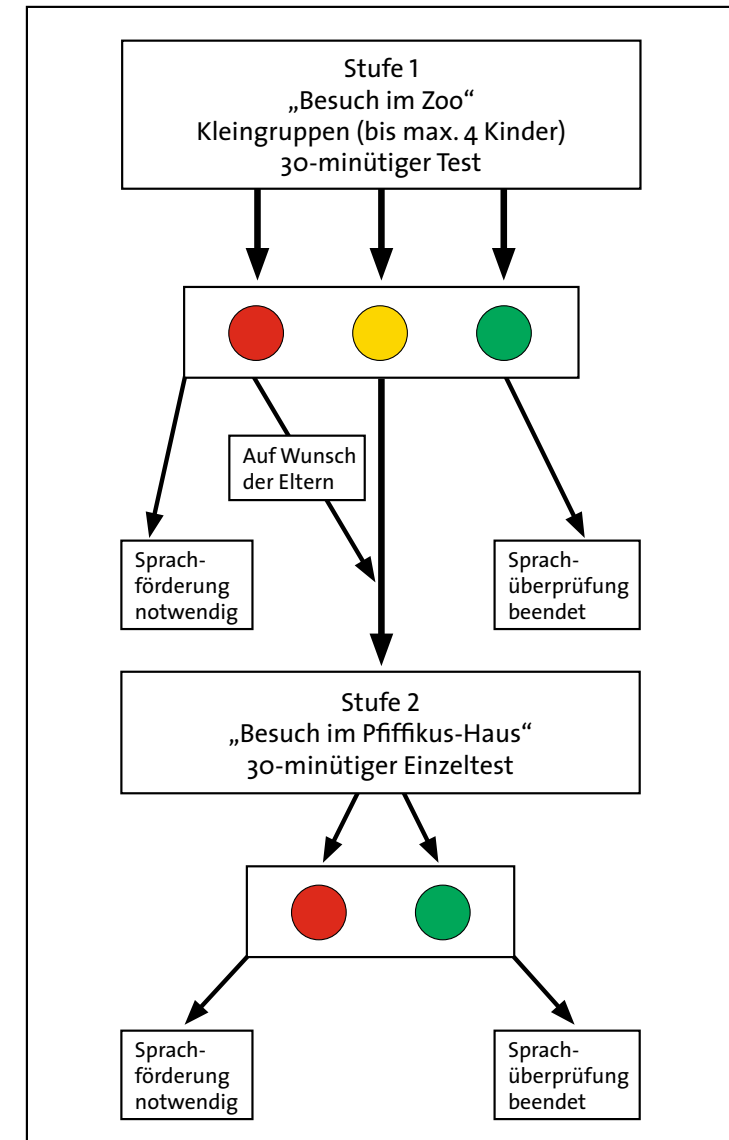 Stufe 1
„Besuch im Zoo“
Kleingruppen (bis max. 4 Kinder)
30-minütiger Test
Auf Wunsch
der Eltern
Sprach-
förderung
notwendig
Sprach-
überprüfung
beendet
Stufe 2
„Besuch im Pfiffikus-Haus“
30-minütiger Einzeltest
Sprach-
förderung
notwendig
Sprach-
überprüfung
beendet